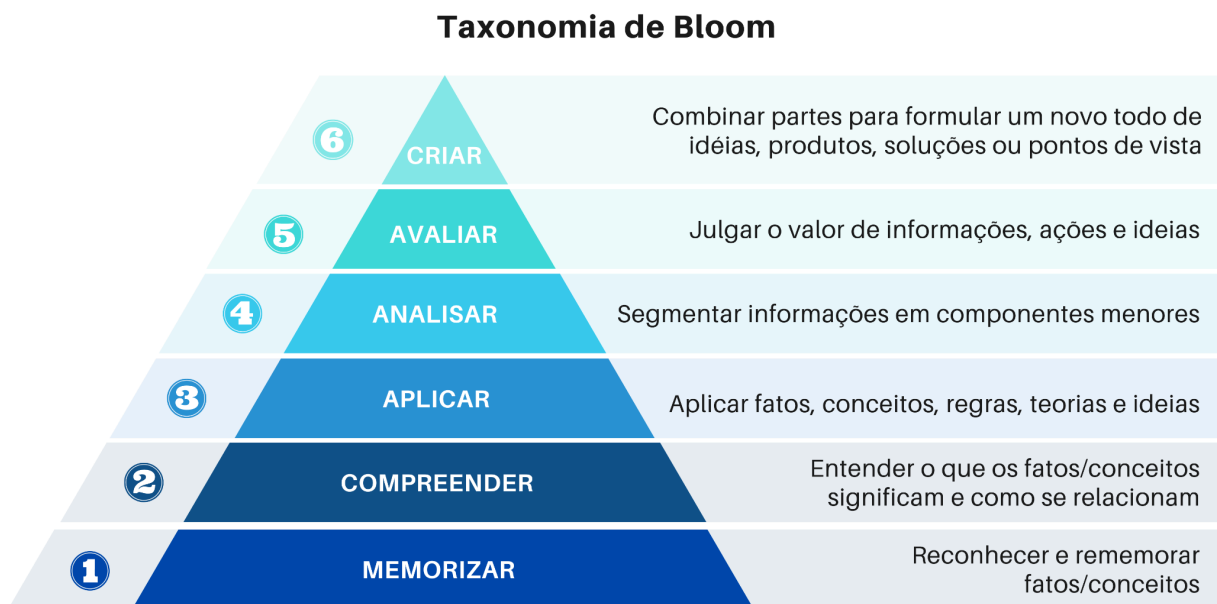 Taxonomia de Bloom
6
CRIAR
Combinar partes para formular um novo todo de
idéias, produtos, soluções ou pontos de vista
5
AVALIAR
Julgar o valor de informações, ações e ideias
4
ANALISAR
Segmentar informações em componentes menores
3
APLICAR
Aplicar fatos, conceitos, regras, teorias e ideias
2
COMPREENDER
Entender o que os fatos/conceitos
significam e como se relacionam
1
MEMORIZAR
Reconhecer e rememorar
fatos/conceitos